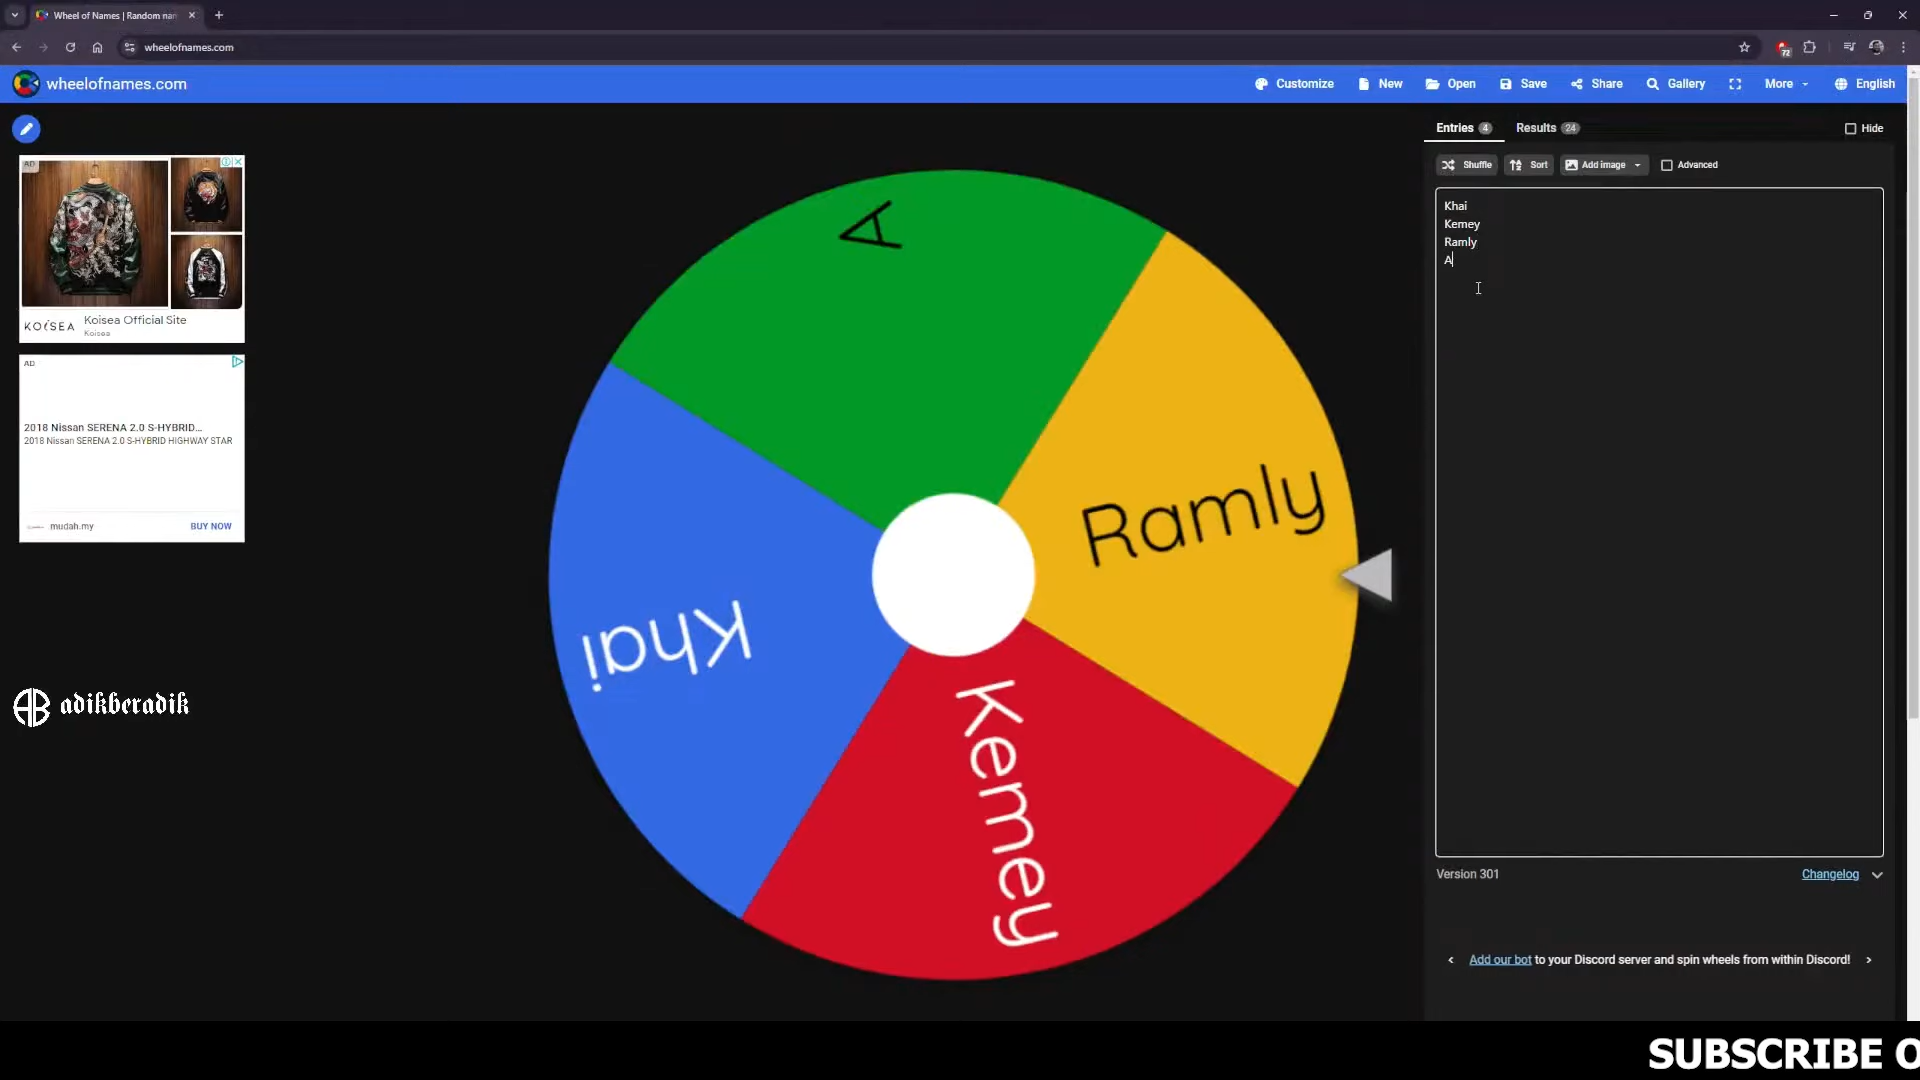 Wheel of Names | Random nam
wheelofnames.com
72
wheelofnames.com
Customize
New
Open
Save
Share
Gallery
More
English
Entries 4
Results 24
Hide
Shuffle
Sort
Add image
Advanced
Khai
Kemey
Ramly
A
AD
KOISEA
Koisea Official Site
Koisea
AD
2018 Nissan SERENA 2.0 S-HYBRID...
2018 Nissan SERENA 2.0 S-HYBRID HIGHWAY STAR
mudah.my
BUY NOW
A
Ramly
Khai
Kemey
AB adikberadik
Version 301
Changelog
Add our bot to your Discord server and spin wheels from within Discord!
SUBSCRIBE O